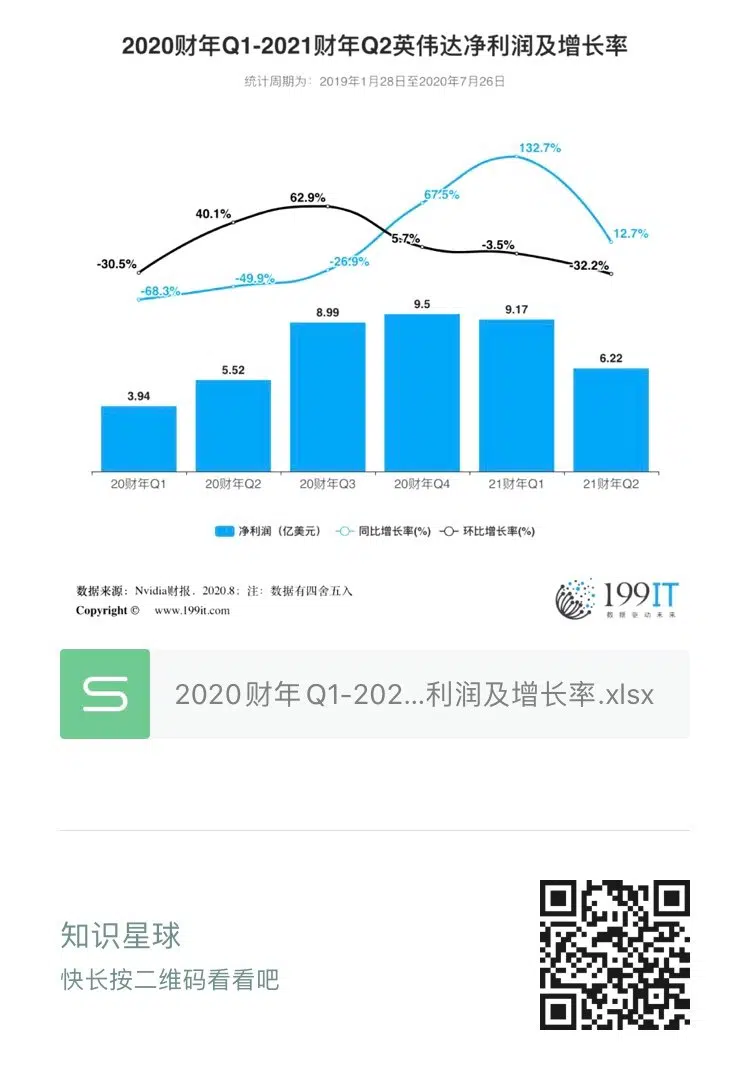 2020财年Q1-2021财年Q2英伟达净利润及增长率
统计周期为：2019年1月28日至2020年7月26日
132.7%
67.5%
62.9%
40.1%
12.7%
5.7%
-3.5%
-30.5%
-26.9%
-32.2%
-49.9%
-68.3%
3.94
5.52
8.99
9.5
9.17
6.22
20财年Q1
20财年Q2
20财年Q3
20财年Q4
21财年Q1
21财年Q2
净利润（亿美元） 同比增长率(%) 环比增长率(%)
数据来源：Nvidia财报，2020.8；注：数据有四舍五入
Copyright © www.199it.com
199IT
数据驱动未来
2020财年Q1-202...利润及增长率.xlsx
知识星球
快长按二维码看看吧